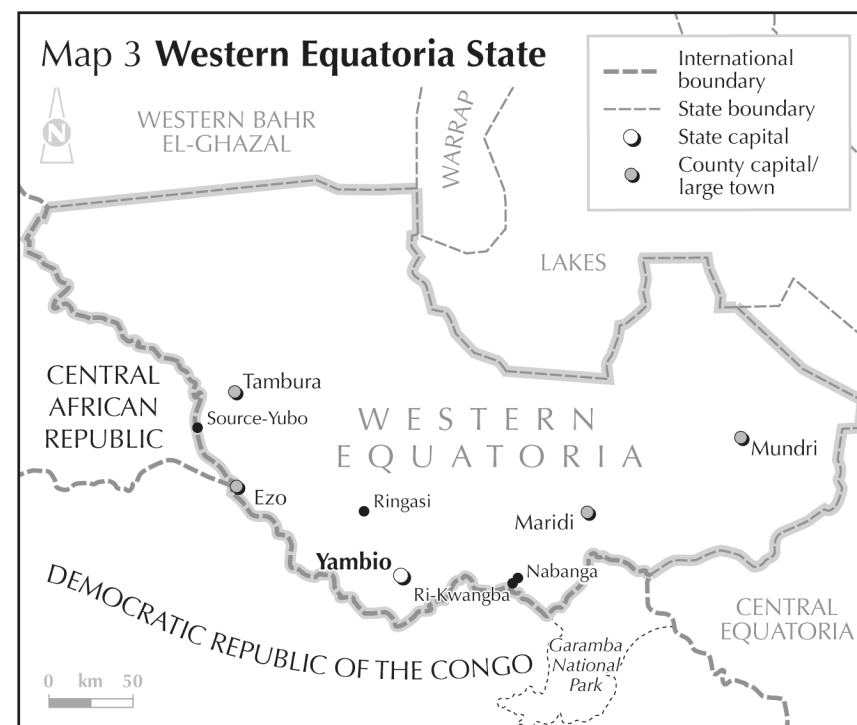 Map 3 Western Equatoria State
International
boundary
State boundary
State capital
County capital/
large town
N
WESTERN BAHR
EL-GHAZAL
WARRAP
LAKES
CENTRAL
AFRICAN
REPUBLIC
Tambura
Source-Yubo
WESTERN
EQUATORIA
Mundri
Ezo
Ringasi
Maridi
Yambio
Nabanga
Ri-Kwangba
DEMOCRATIC REPUBLIC OF THE CONGO
CENTRAL
EQUATORIA
Garamba
National
Park
0 km 50